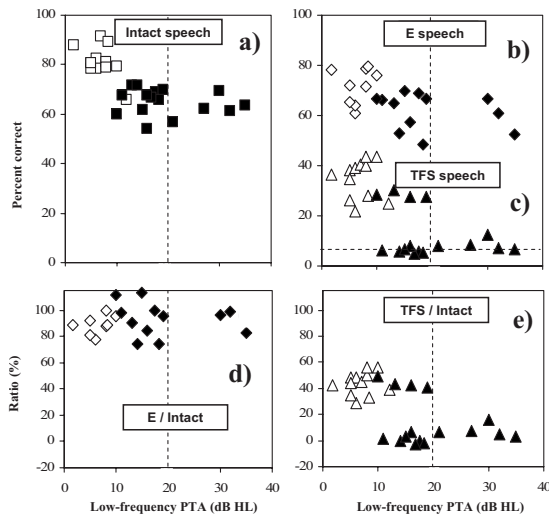 Intact speech
a)
E speech
b)
TFS speech
c)
Percent correct
100
80
60
40
20
0
100
80
60
40
20
0
d)
E / Intact
TFS / Intact
e)
Ratio (%)
120
100
80
60
40
20
0
-20
100
80
60
40
20
0
-20
0 10 20 30 40
0 10 20 30 40
Low-frequency PTA (dB HL)
Low-frequency PTA (dB HL)